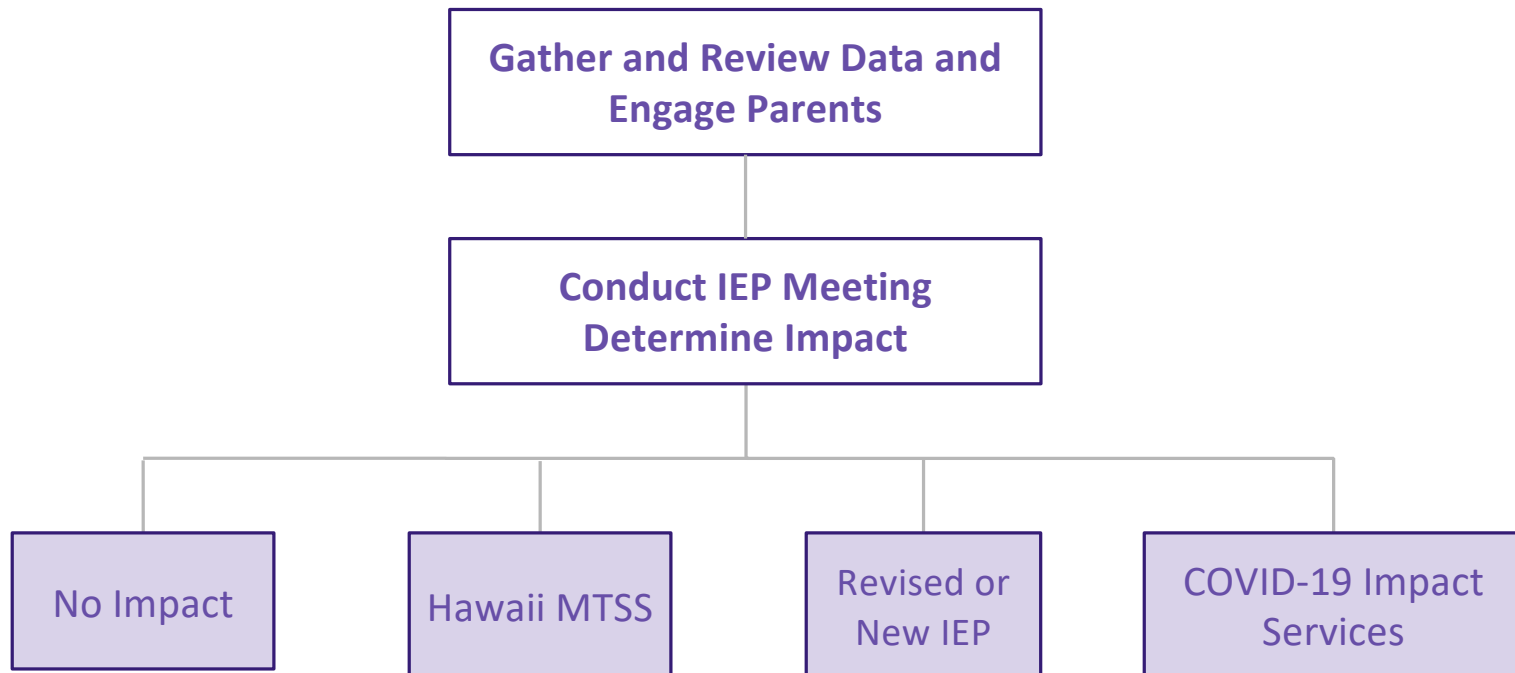 Gather and Review Data and
Engage Parents
Conduct IEP Meeting
Determine Impact
No Impact
Hawaii MTSS
Revised or
New IEP
COVID-19 Impact
Services